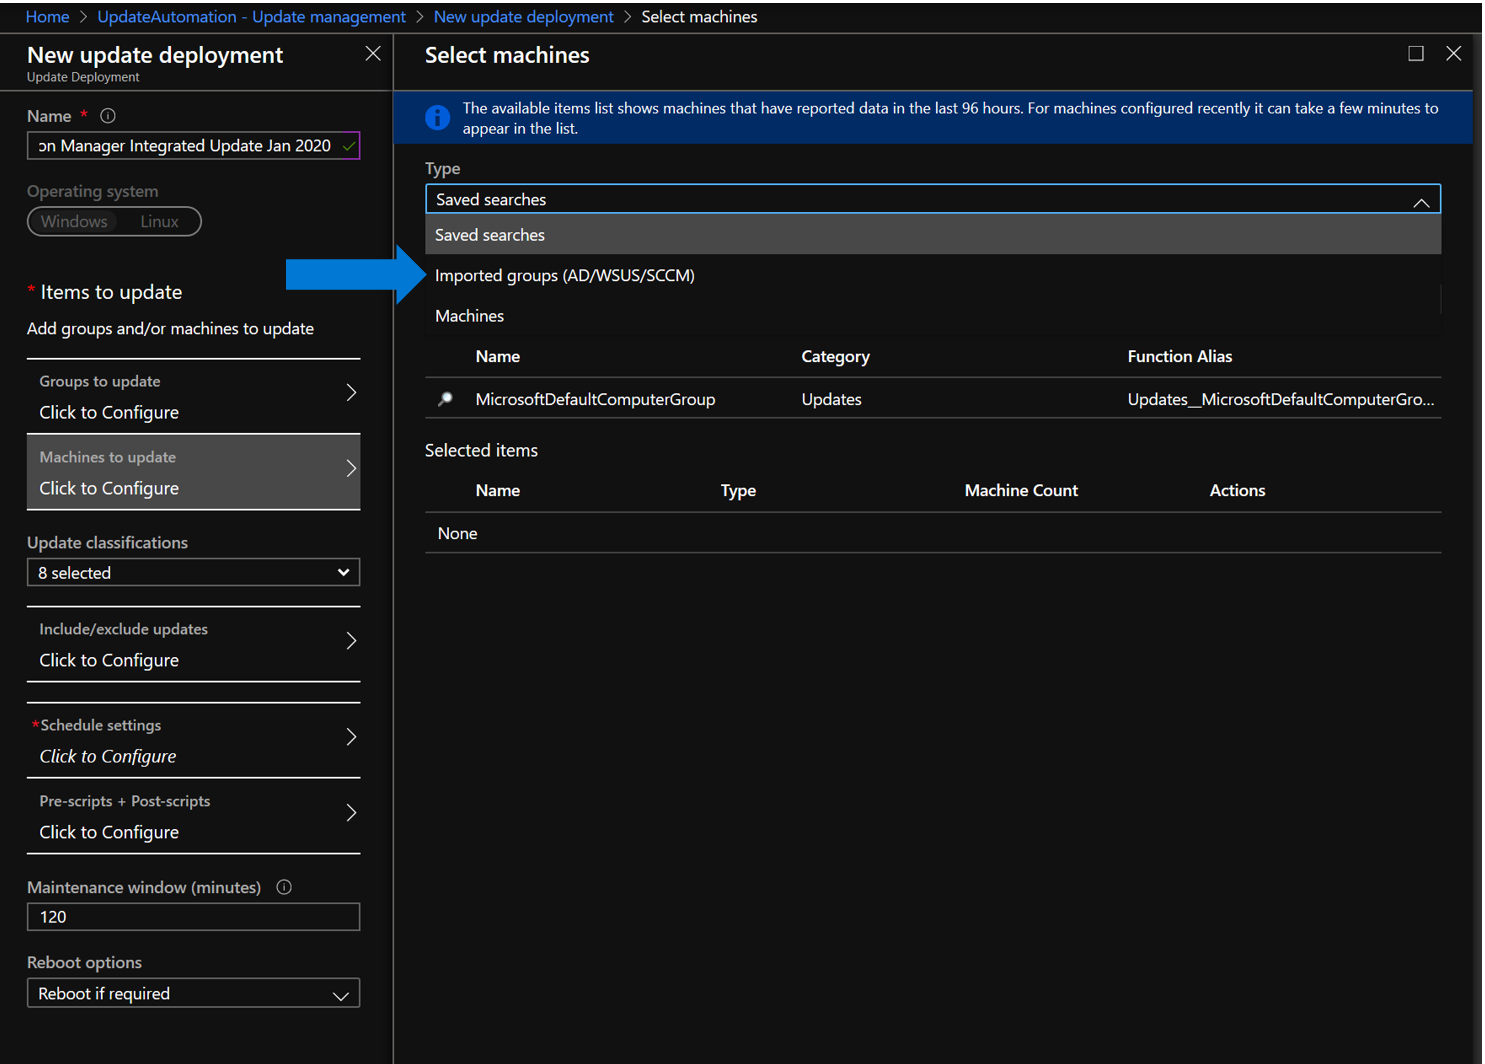 Home > UpdateAutomation - Update management > New update deployment > Select machines
New update deployment
Update Deployment
Name *
on Manager Integrated Update Jan 2020
Operating system
Windows Linux
* Items to update
Add groups and/or machines to update
Groups to update
Click to Configure
Machines to update
Click to Configure
Update classifications
8 selected
Include/exclude updates
Click to Configure
*Schedule settings
Click to Configure
Pre-scripts + Post-scripts
Click to Configure
Maintenance window (minutes)
120
Reboot options
Reboot if required
Select machines
The available items list shows machines that have reported data in the last 96 hours. For machines configured recently it can take a few minutes to
appear in the list.
Type
Saved searches
Saved searches
Imported groups (AD/WSUS/SCCM)
Machines
Name Category Function Alias
MicrosoftDefaultComputerGroup Updates Updates__MicrosoftDefaultComputerGro...
Selected items
Name Type Machine Count Actions
None